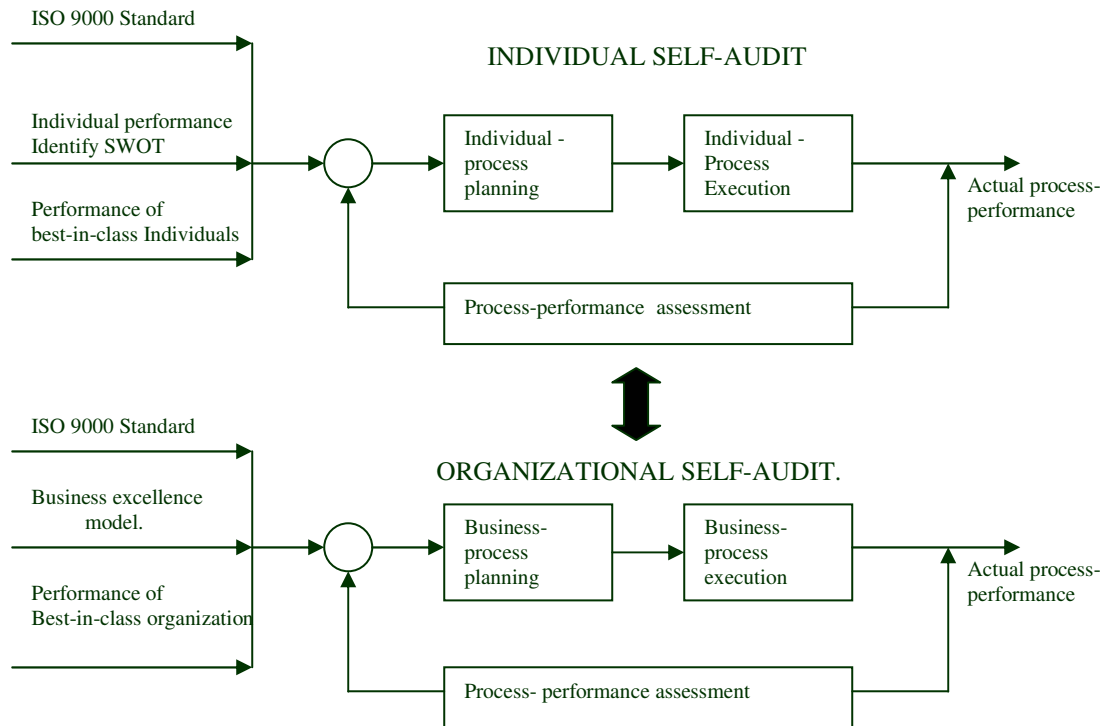 ISO 9000 Standard
INDIVIDUAL SELF-AUDIT
Individual performance
Identify SWOT
Individual -
process
planning
Individual -
Process
Execution
Actual process-
performance
Performance of
best-in-class Individuals
Process-performance assessment
ISO 9000 Standard
ORGANIZATIONAL SELF-AUDIT.
Business excellence
model.
Business-
process
planning
Business-
process
execution
Actual process-
performance
Performance of
Best-in-class organization
Process- performance assessment